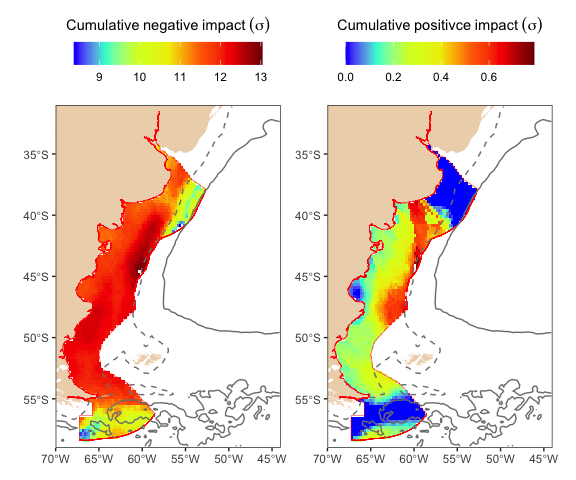 Cumulative negative impact (σ)
Cumulative positivce impact (σ)
9 10 11 12 13
0.0 0.2 0.4 0.6
35°S
40°S
45°S
50°S
55°S
70°W 65°W 60°W 55°W 50°W 45°W
35°S
40°S
45°S
50°S
55°S
70°W 65°W 60°W 55°W 50°W 45°W